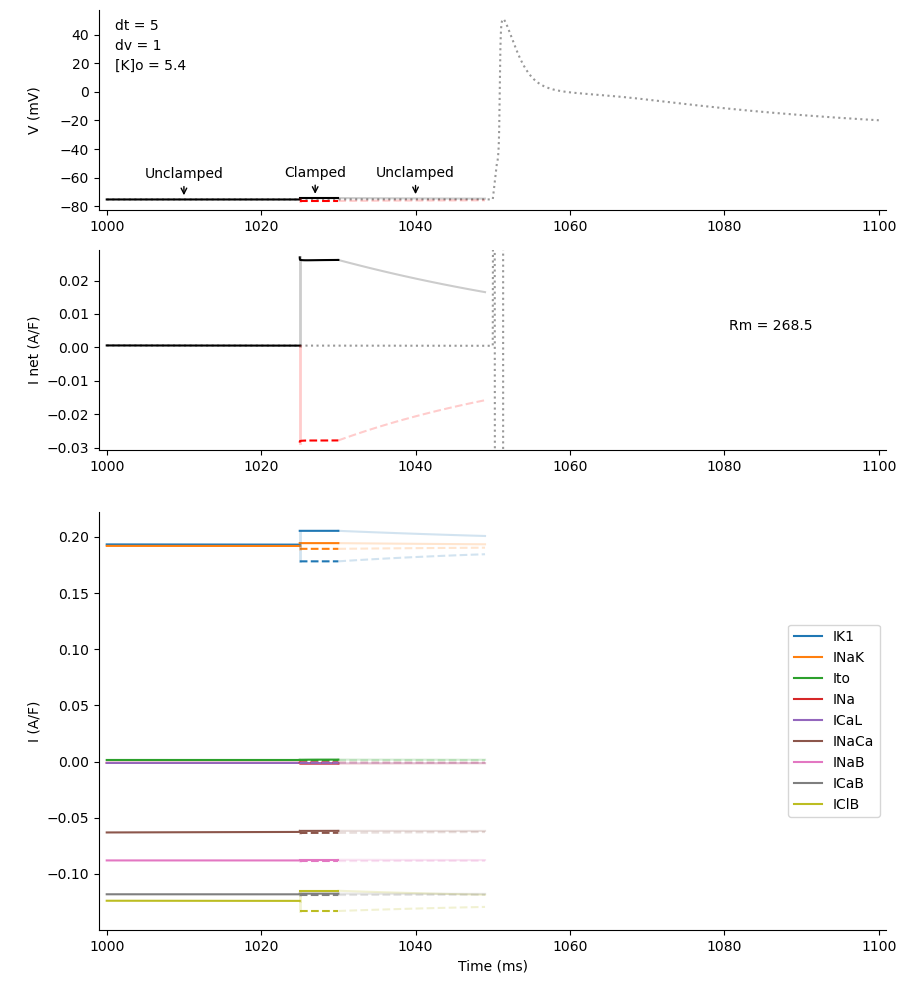 dt = 5
dv = 1
[K]o = 5.4
V (mV)
40
20
0
−20
−40
−60
−80
Unclamped
Clamped
Unclamped
1000
1020
1040
1060
1080
1100
I net (A/F)
0.02
0.01
0.00
−0.01
−0.02
−0.03
Rm = 268.5
1000
1020
1040
1060
1080
1100
I (A/F)
0.20
0.15
0.10
0.05
0.00
−0.05
−0.10
IK1
INaK
Ito
INa
ICaL
INaCa
INaB
ICaB
IClB
1000
1020
1040
1060
1080
1100
Time (ms)